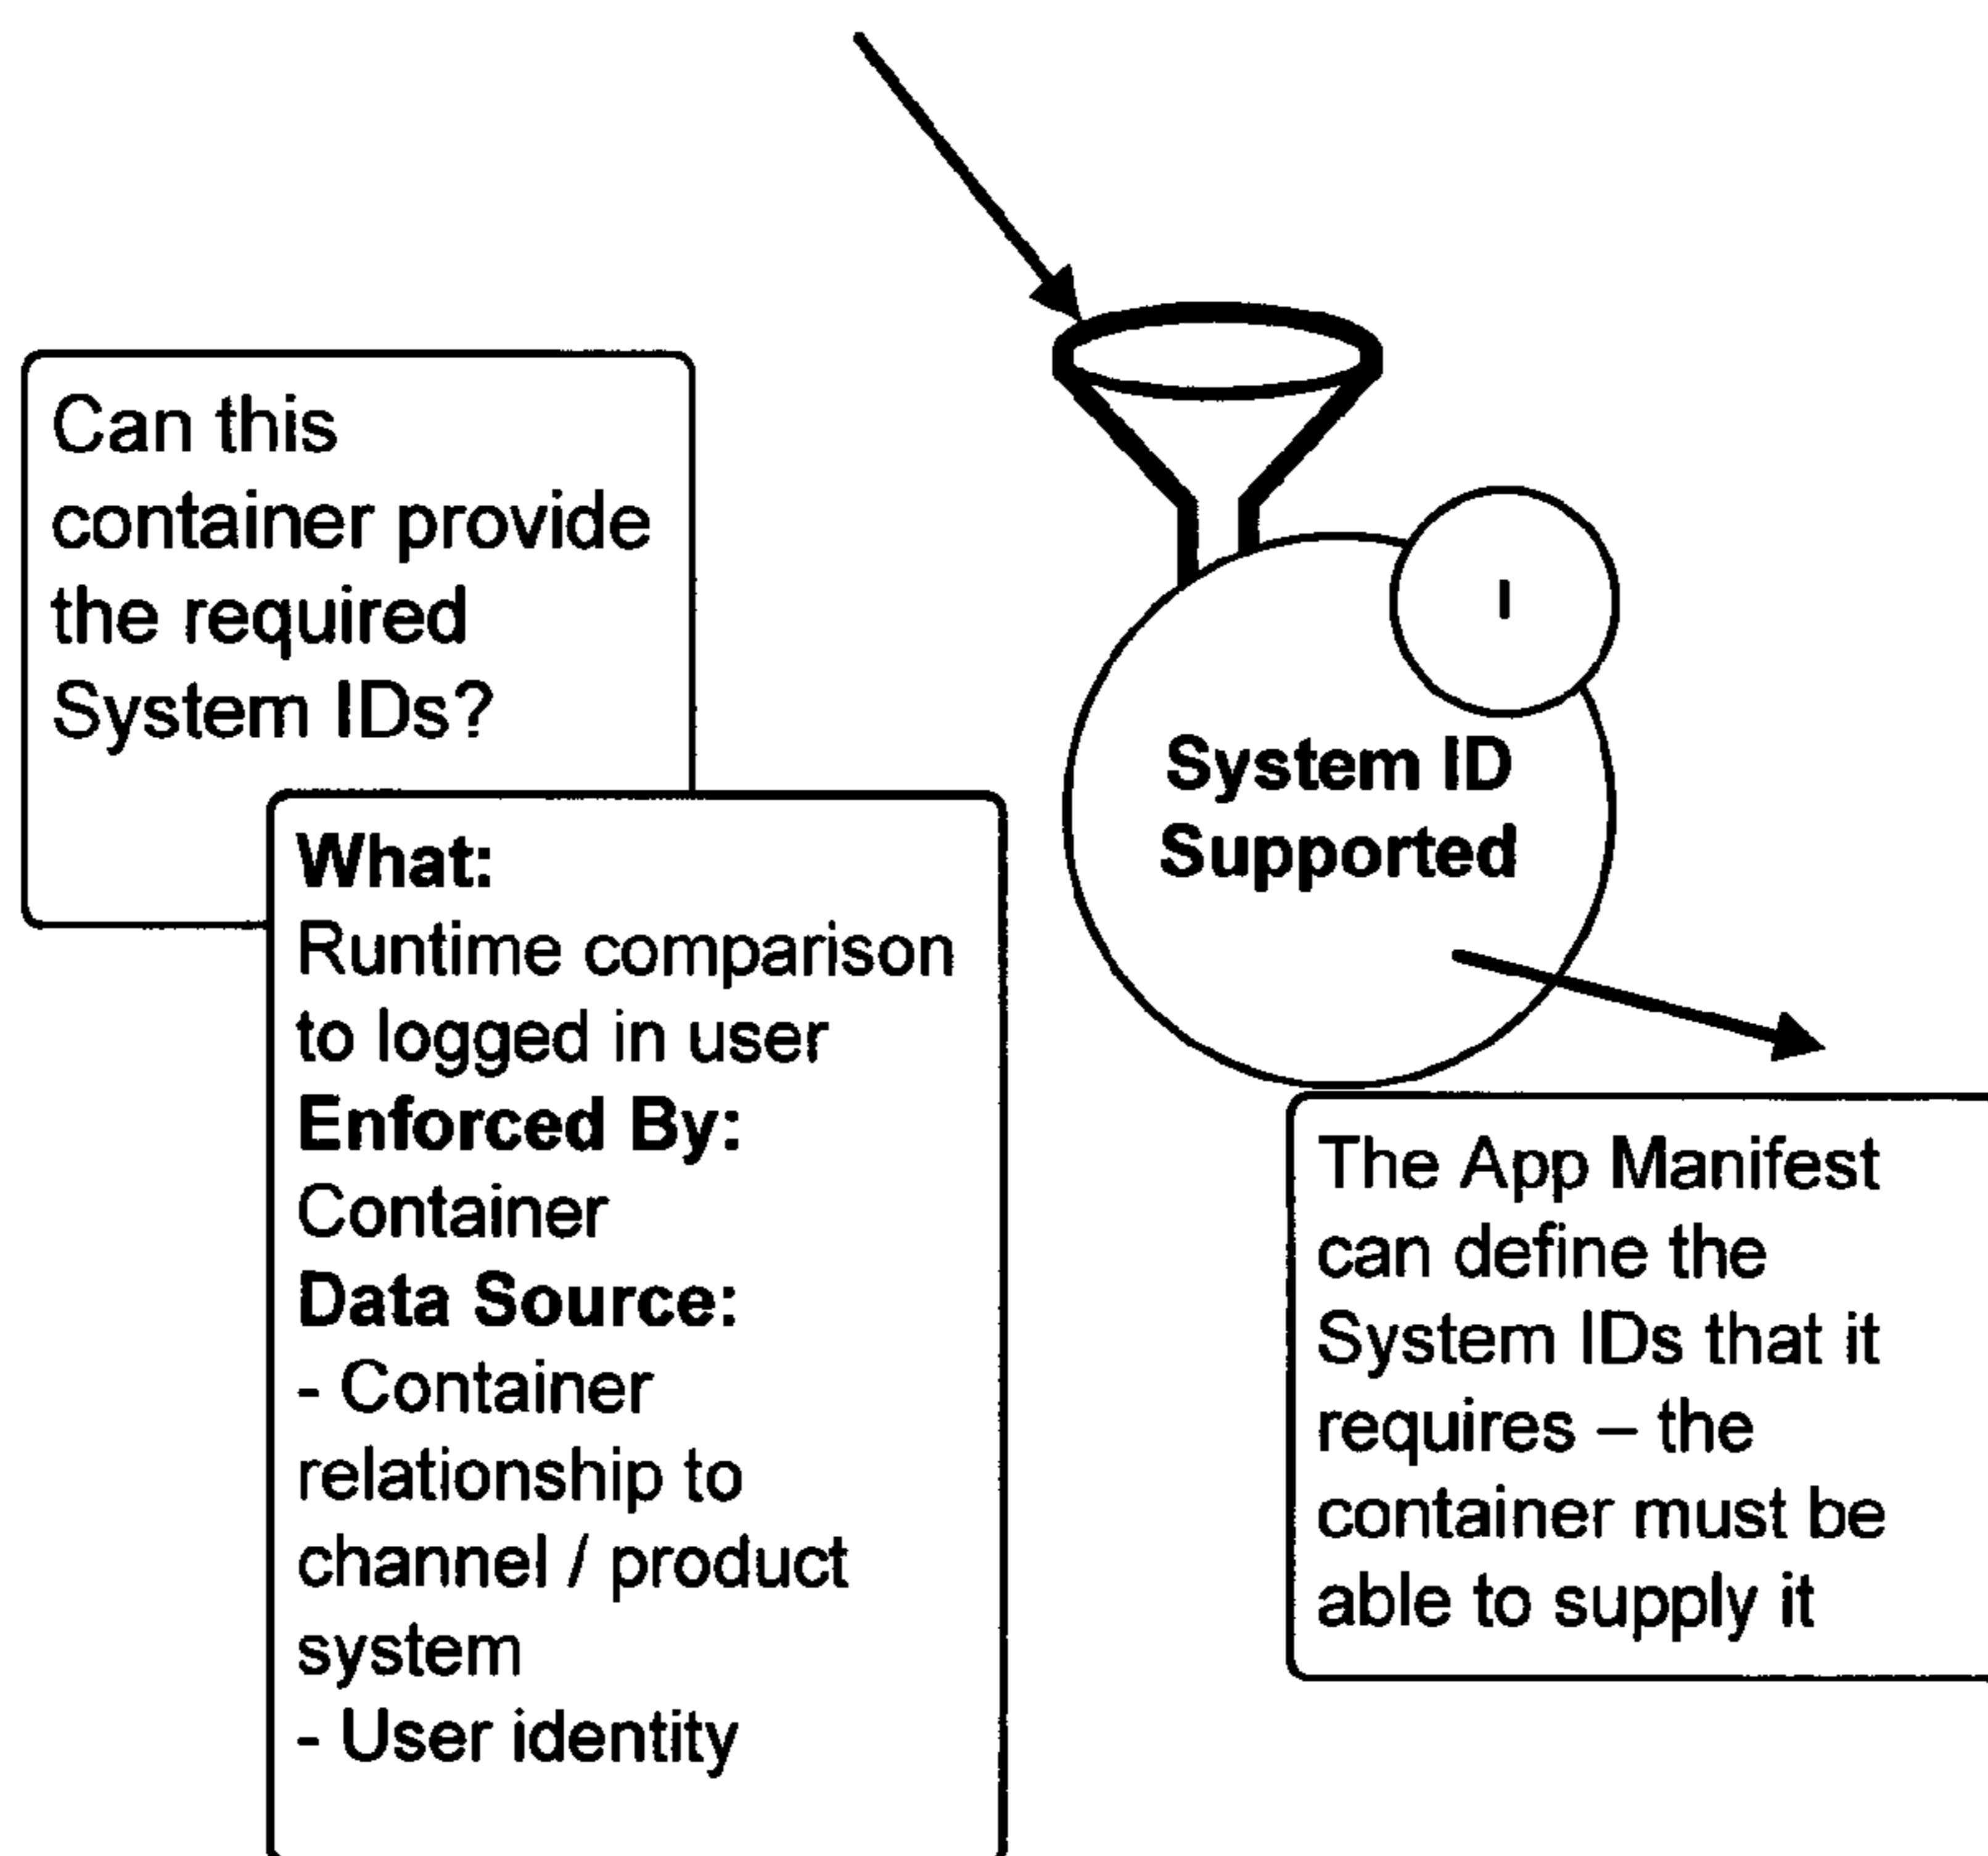 Can this
container provide
the required
System IDs?
What:
Runtime comparison
to logged in user
Enforced By:
Container
Data Source:
- Container
relationship to
channel / product
system
- User identity
I
System ID
Supported
The App Manifest
can define the
System IDs that it
requires – the
container must be
able to supply it